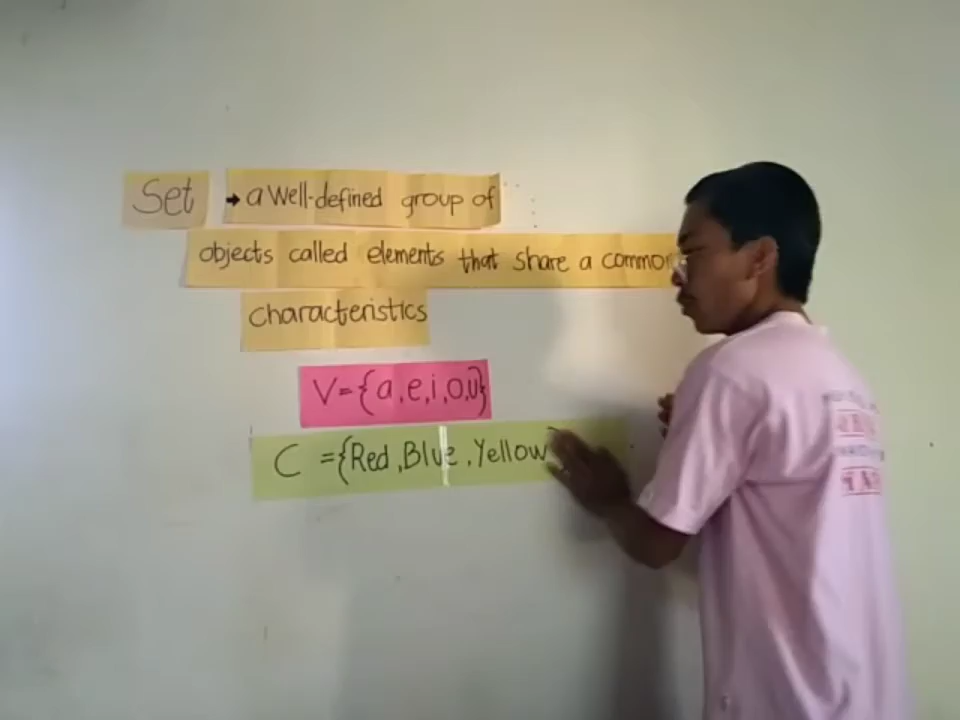 Set → a Well-defined group of
objects called elements that share a common
characteristics
V={a,e,i,o,u}
C ={Red,Blue,Yellow}